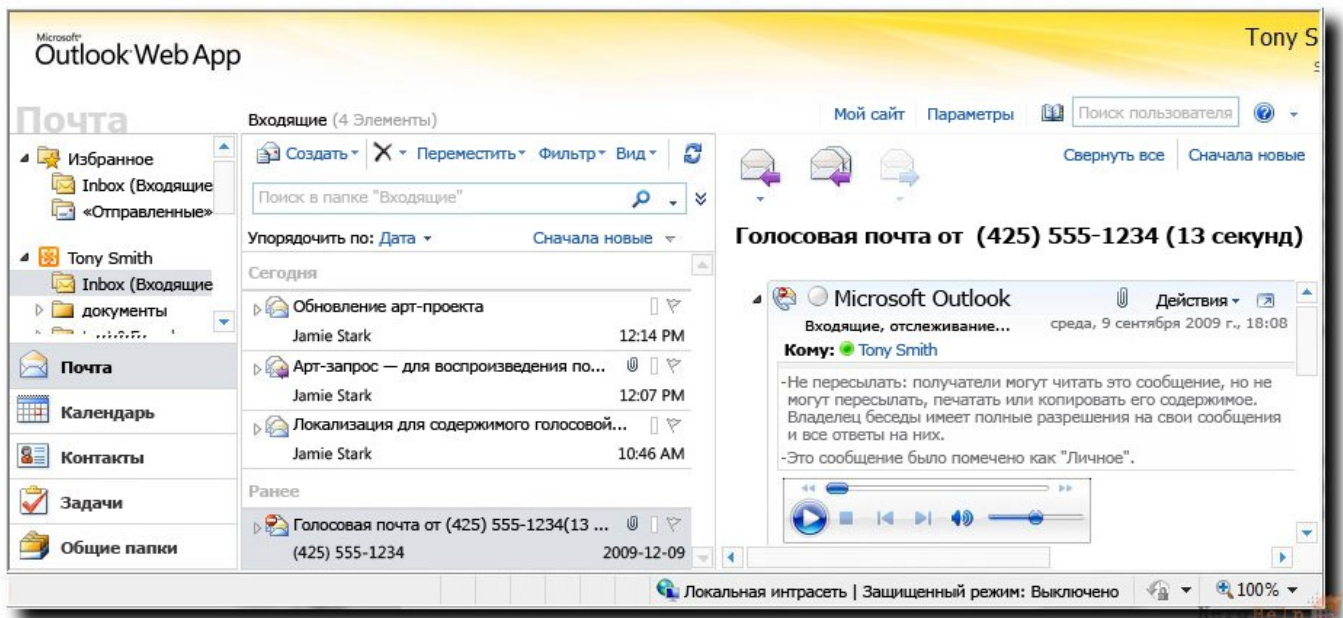 Microsoft®
Outlook Web App
Tony S
Почта
Входящие (4 Элементы)
Мой сайт Параметры
Поиск пользователя
Избранное
Inbox (Входящие
«Отправленные»
Tony Smith
Inbox (Входящие
документы
Почта
Календарь
Контакты
Задачи
Общие папки
Создать Переместить Фильтр Вид
Поиск в папке "Входящие"
Упорядочить по: Дата Сначала новые
Сегодня
Обновление арт-проекта
Jamie Stark 12:14 PM
Арт-запрос — для воспроизведения по...
Jamie Stark 12:07 PM
Локализация для содержимого голосовой...
Jamie Stark 10:46 AM
Ранее
Голосовая почта от (425) 555-1234(13 ...
(425) 555-1234 2009-12-09
Свернуть все Сначала новые
Голосовая почта от (425) 555-1234 (13 секунд)
Microsoft Outlook
Действия
Входящие, отслеживание...
среда, 9 сентября 2009 г., 18:08
Кому: Tony Smith
-Не пересылать: получатели могут читать это сообщение, но не
могут пересылать, печатать или копировать его содержимое.
Владелец беседы имеет полные разрешения на свои сообщения
и все ответы на них.
-Это сообщение было помечено как "Личное".
Локальная интрасеть | Защищенный режим: Выключено
100%